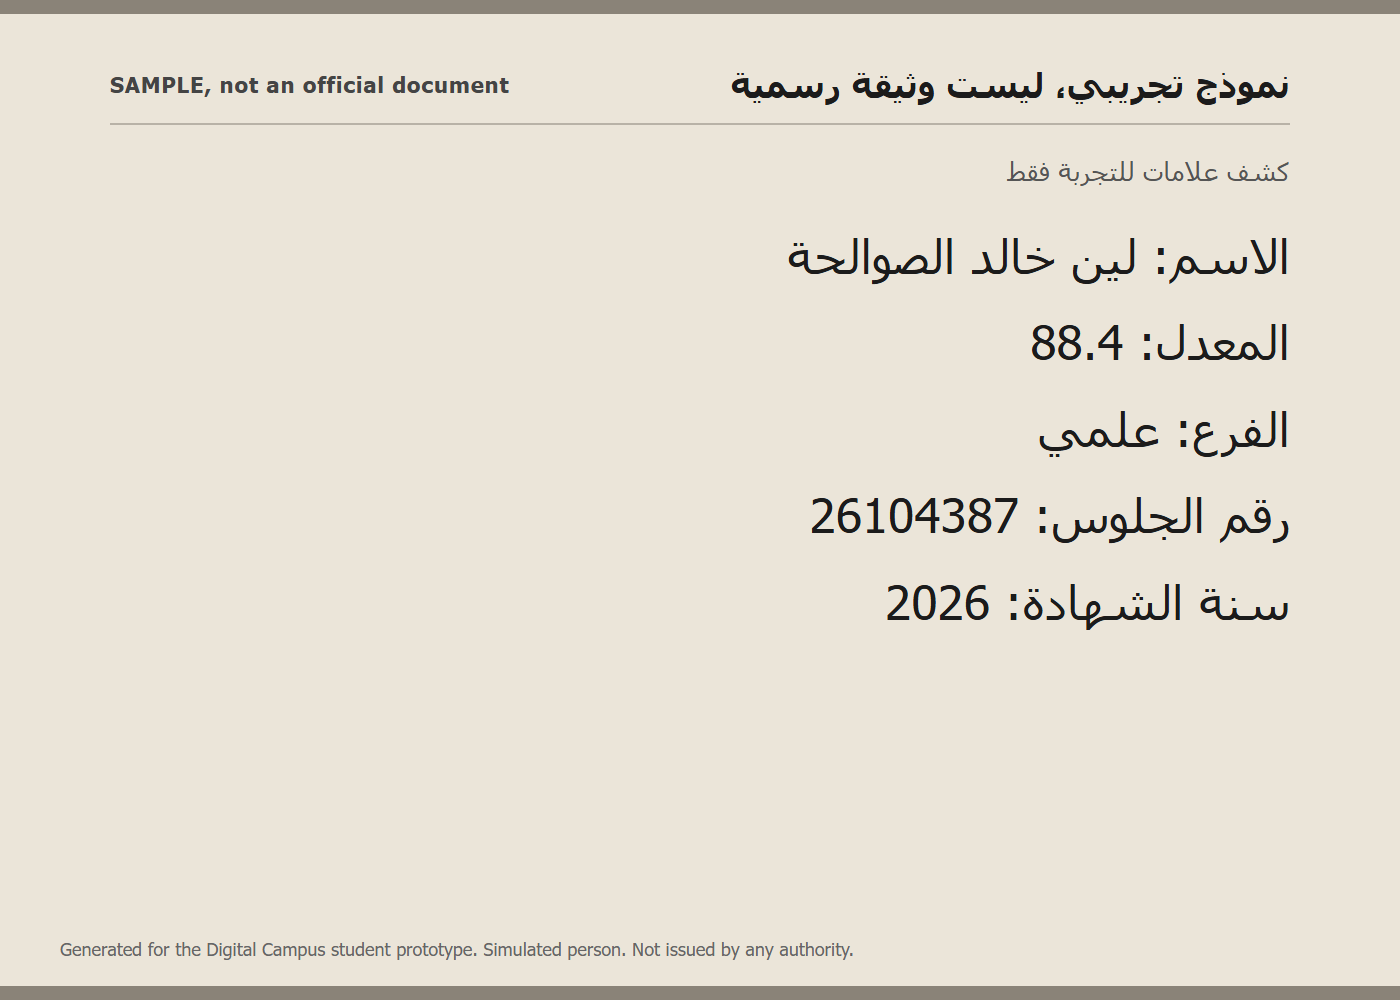 نموذج تجريبي، ليست وثيقة رسمية
SAMPLE, not an official document
كشف علامات للتجربة فقط
الاسم: لين خالد الصوالحة
المعدل: 88.4
الفرع: علمي
رقم الجلوس: 26104387
سنة الشهادة: 2026
Generated for the Digital Campus student prototype. Simulated person. Not issued by any authority.